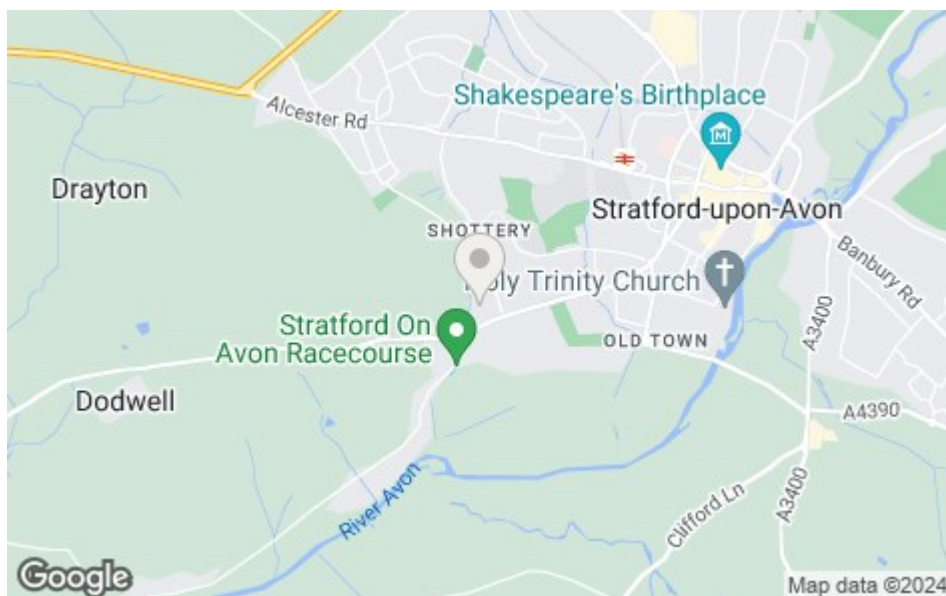 Alcester Rd
Shakespeare's Birthplace
Drayton
Stratford-upon-Avon
SHOTTERY
Banbury Rd
Holy Trinity Church
Stratford On
Avon Racecourse
A3400
OLD TOWN
Dodwell
A4390
River Avon
Clifford Ln
A3400
Google
Map data ©2024